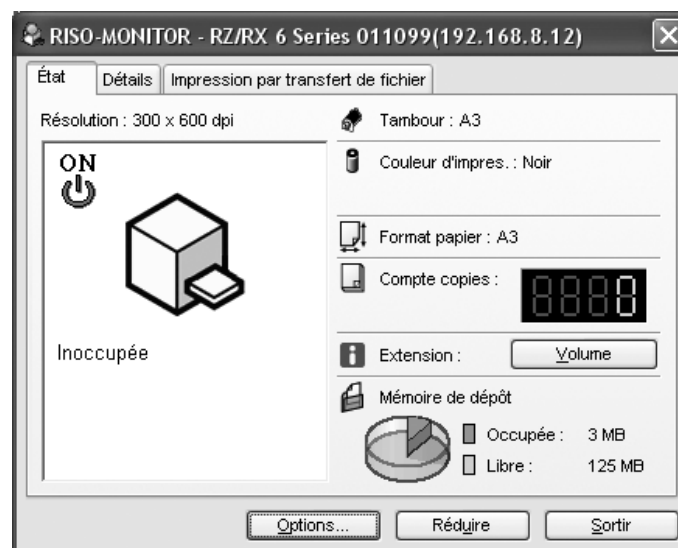 RISO-MONITOR - RZ/RX 6 Series 011099(192.168.8.12)
État
Détails
Impression par transfert de fichier
Résolution : 300 x 600 dpi
ON
Inoccupée
Tambour : A3
Couleur d'impres. : Noir
Format papier : A3
Compte copies :
0
Extension :
Volume
Mémoire de dépôt
Occupée : 3 MB
Libre : 125 MB
Options...
Réduire
Sortir